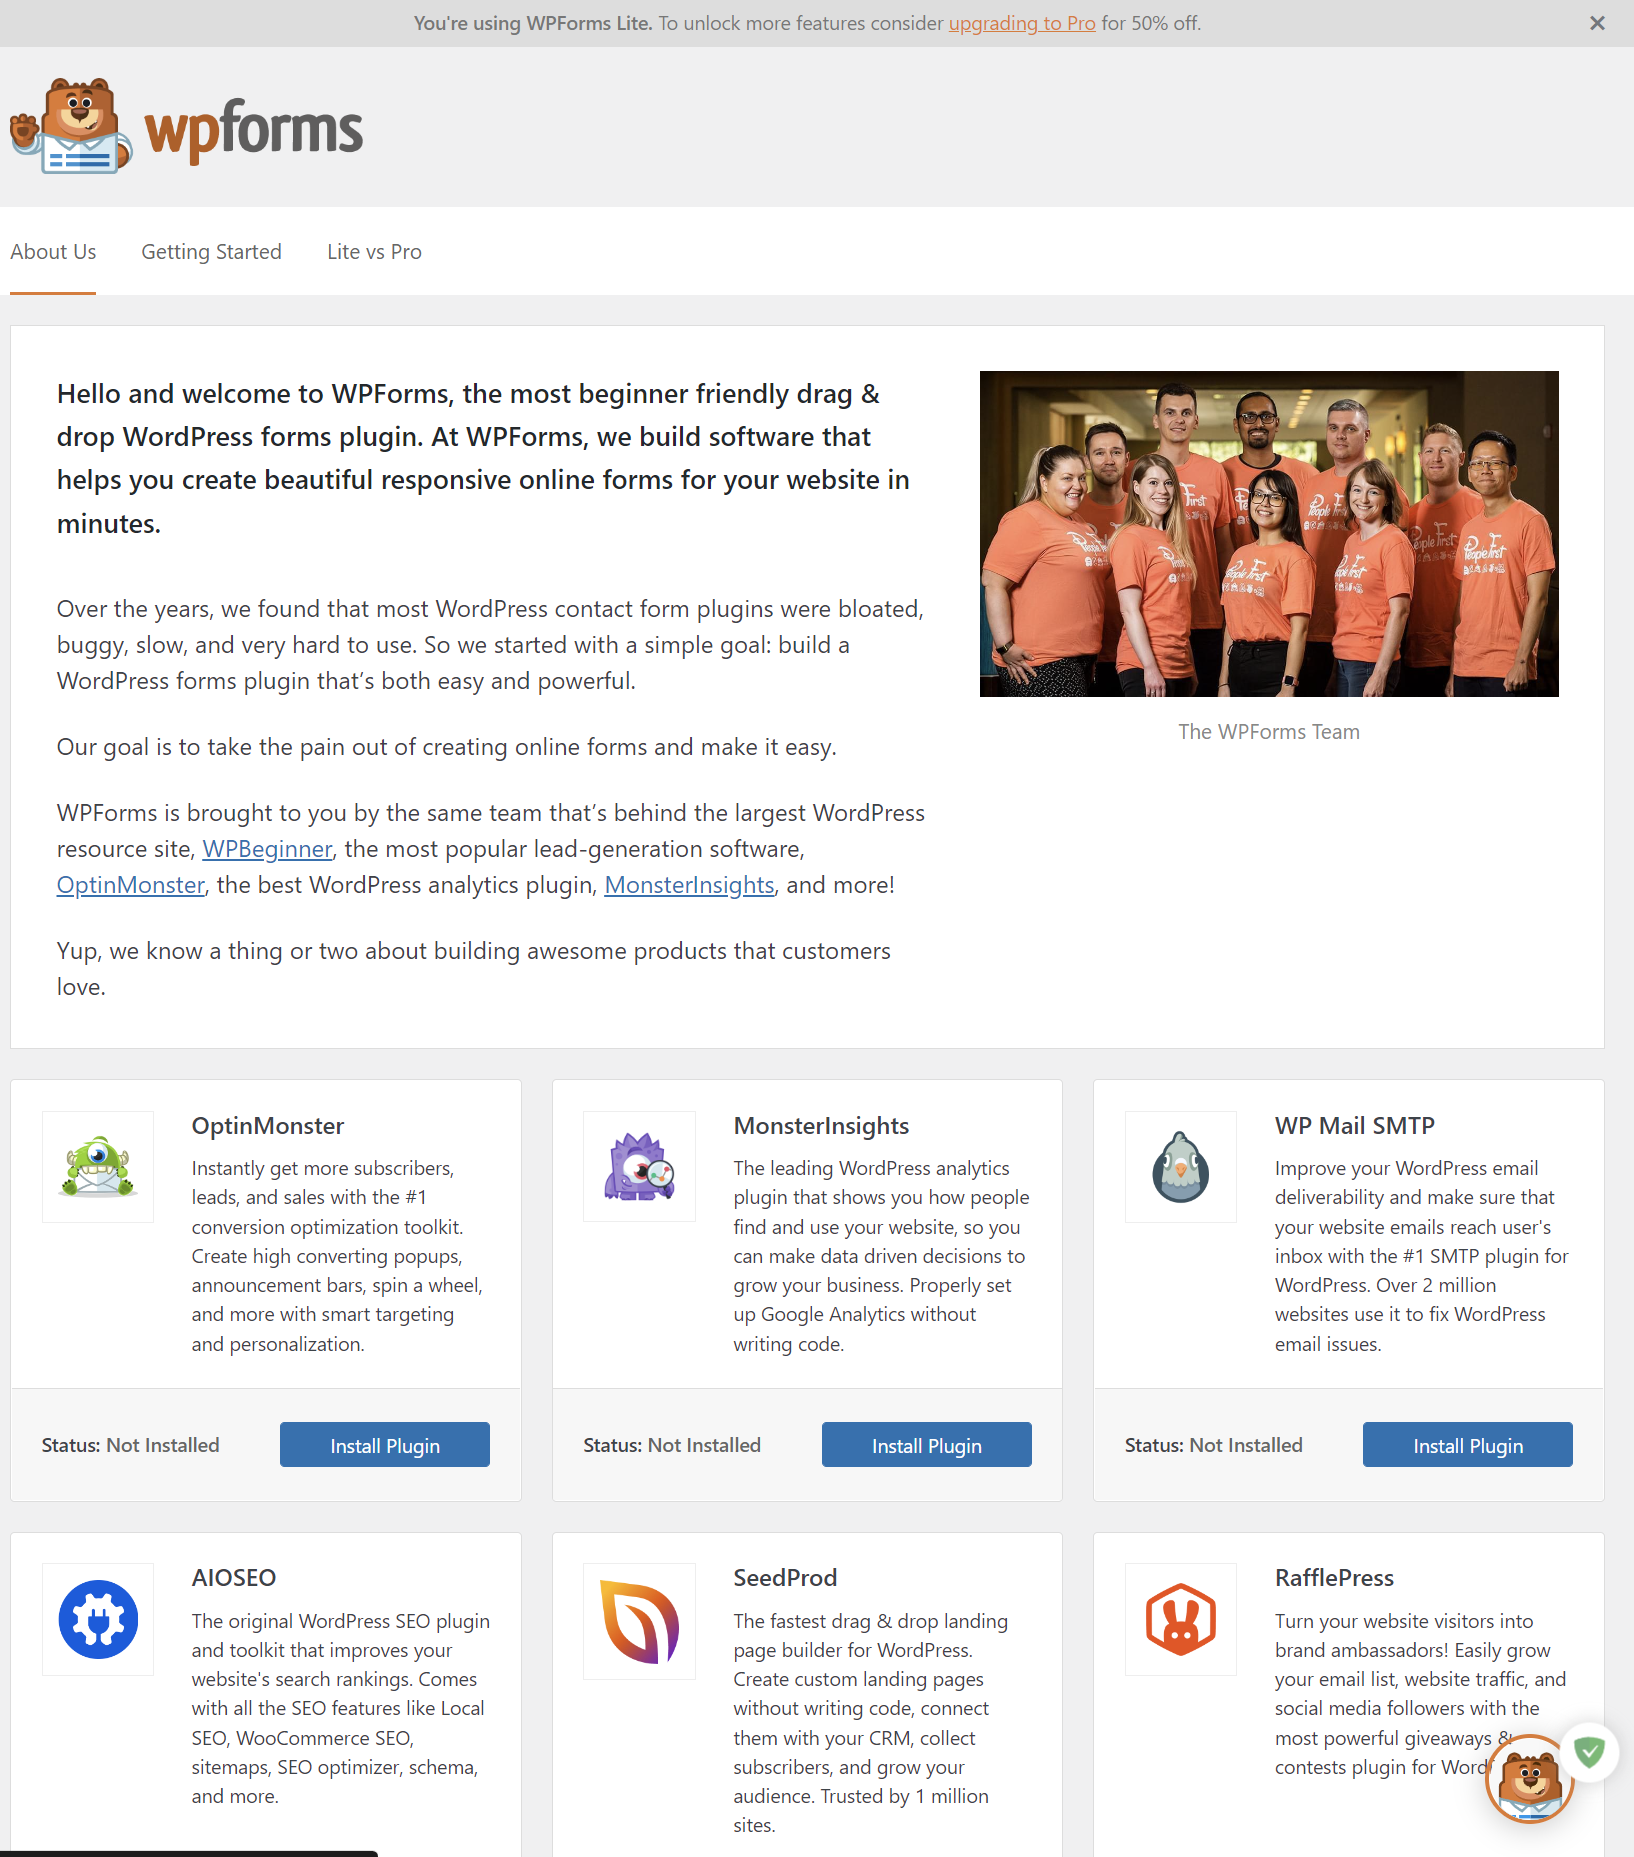 You're using WPForms Lite. To unlock more features consider upgrading to Pro for 50% off.
wpforms
About Us
Getting Started
Lite vs Pro
Hello and welcome to WPForms, the most beginner friendly drag &
drop WordPress forms plugin. At WPForms, we build software that
helps you create beautiful responsive online forms for your website in
minutes.
Over the years, we found that most WordPress contact form plugins were bloated,
buggy, slow, and very hard to use. So we started with a simple goal: build a
WordPress forms plugin that’s both easy and powerful.
Our goal is to take the pain out of creating online forms and make it easy.
WPForms is brought to you by the same team that’s behind the largest WordPress
resource site, WPBeginner, the most popular lead-generation software,
OptinMonster, the best WordPress analytics plugin, MonsterInsights, and more!
Yup, we know a thing or two about building awesome products that customers
love.
People First
The WPForms Team
OptinMonster
Instantly get more subscribers,
leads, and sales with the #1
conversion optimization toolkit.
Create high converting popups,
announcement bars, spin a wheel,
and more with smart targeting
and personalization.
Status: Not Installed
Install Plugin
MonsterInsights
The leading WordPress analytics
plugin that shows you how people
find and use your website, so you
can make data driven decisions to
grow your business. Properly set
up Google Analytics without
writing code.
Status: Not Installed
Install Plugin
WP Mail SMTP
Improve your WordPress email
deliverability and make sure that
your website emails reach user's
inbox with the #1 SMTP plugin for
WordPress. Over 2 million
websites use it to fix WordPress
email issues.
Status: Not Installed
Install Plugin
AIOSEO
The original WordPress SEO plugin
and toolkit that improves your
website's search rankings. Comes
with all the SEO features like Local
SEO, WooCommerce SEO,
sitemaps, SEO optimizer, schema,
and more.
SeedProd
The fastest drag & drop landing
page builder for WordPress.
Create custom landing pages
without writing code, connect
them with your CRM, collect
subscribers, and grow your
audience. Trusted by 1 million
sites.
RafflePress
Turn your website visitors into
brand ambassadors! Easily grow
your email list, website traffic, and
social media followers with the
most powerful giveaways &
contests plugin for Word